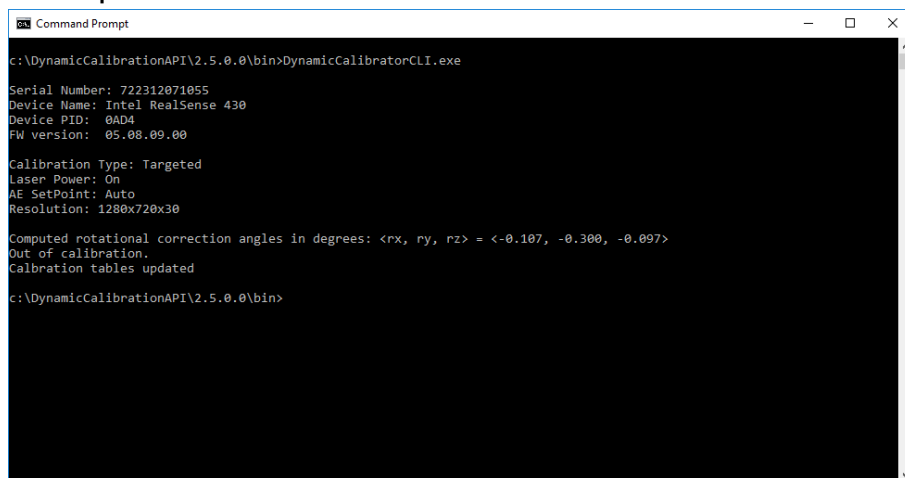 Command Prompt
c:\DynamicCalibrationAPI\2.5.0.0\bin>DynamicCalibratorCLI.exe
Serial Number: 722312071055
Device Name: Intel RealSense 430
Device PID:  0AD4
FW version:  05.08.09.00
Calibration Type: Targeted
Laser Power: On
AE SetPoint: Auto
Resolution: 1280x720x30
Computed rotational correction angles in degrees: <rx, ry, rz> = <-0.107, -0.300, -0.097>
Out of calibration.
Calbration tables updated
c:\DynamicCalibrationAPI\2.5.0.0\bin>